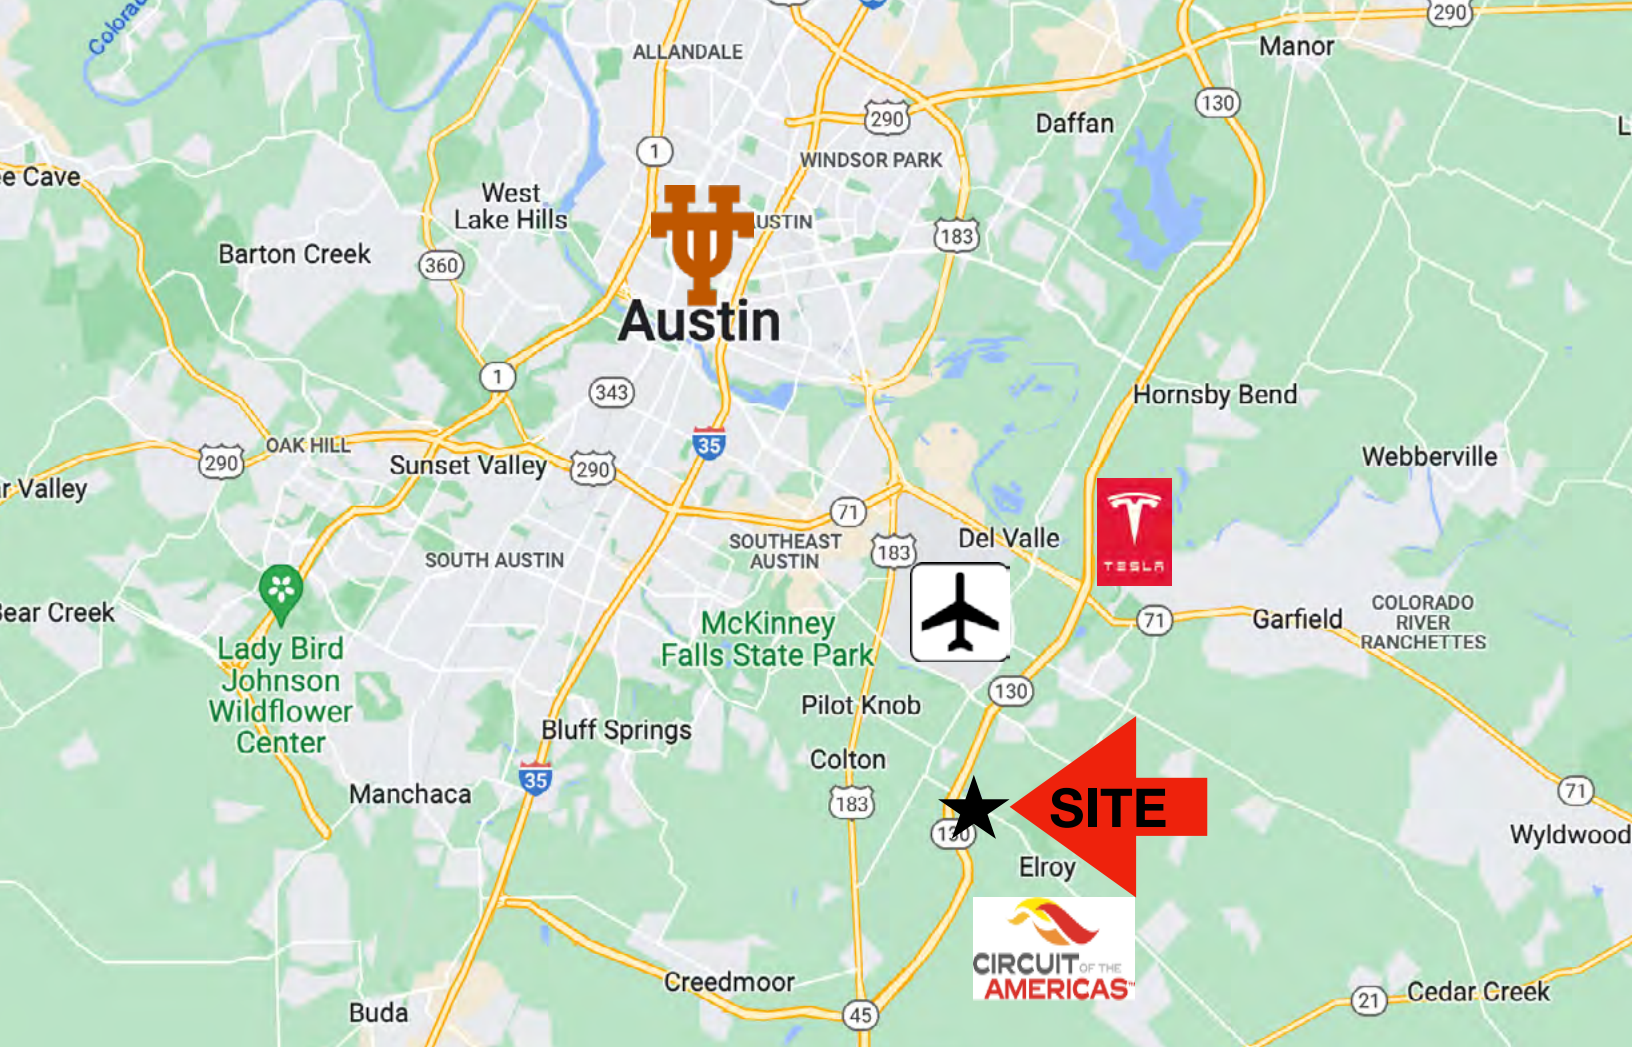 Colorad
ALLANDALE
290
Manor
130
290
Daffan
1
WINDSOR PARK
ee Cave
West
Lake Hills
USTIN
183
Barton Creek
360
Austin
1
343
Hornsby Bend
35
OAK HILL
290
Sunset Valley
290
Webberville
r Valley
71
TESLA
Del Valle
SOUTHEAST
AUSTIN
183
SOUTH AUSTIN
Bear Creek
COLORADO
RIVER
RANCHETTES
71
Garfield
McKinney
Falls State Park
Lady Bird
Johnson
Wildflower
Center
130
Pilot Knob
Bluff Springs
Colton
35
Manchaca
183
SITE
71
130
Wyldwood
Elroy
CIRCUIT OF THE
AMERICAS
Creedmoor
Cedar Creek
21
Buda
45